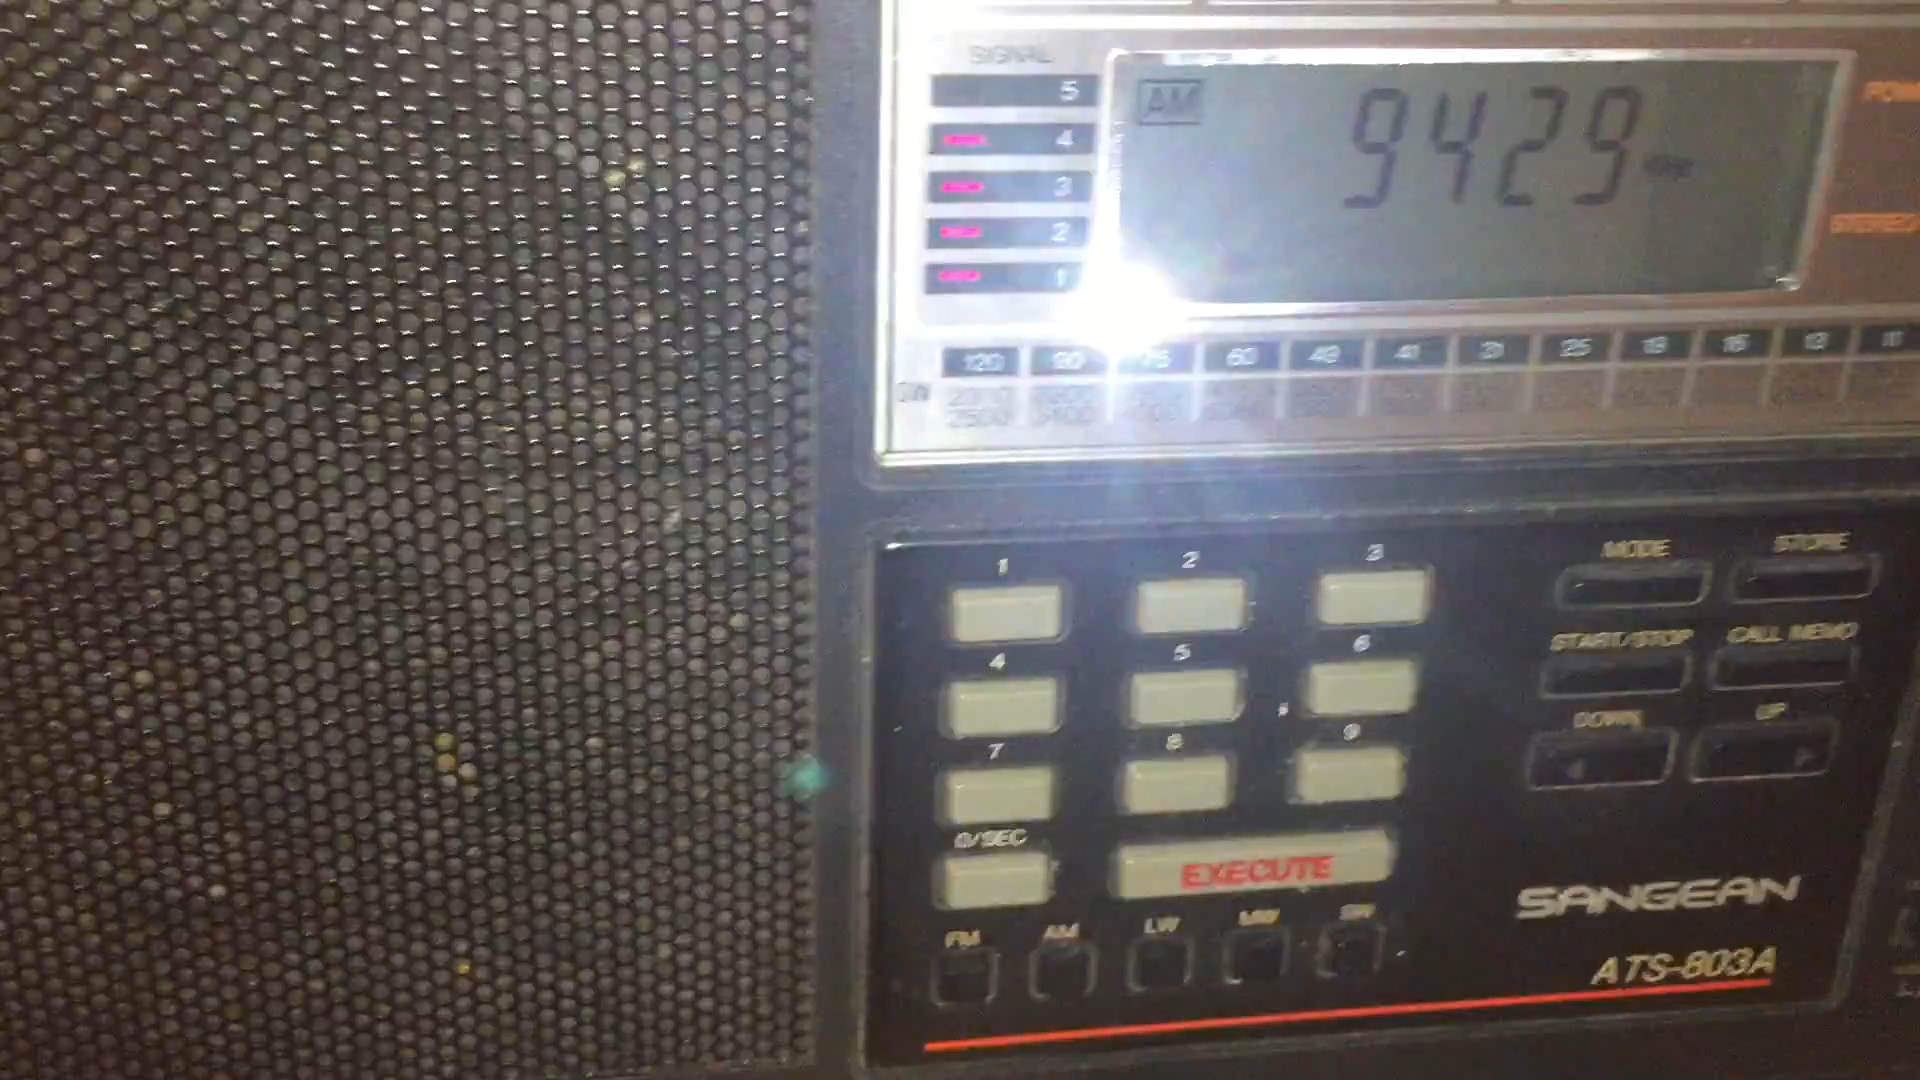 SIGNAL
5
AM 9429
4
3
2
1
120 90 75 60 49 41 31 25 19 16 13 11
2500 3400
1 2 3
MODE STORE
4 5 6
START/STOP CALL MEMO
7 8 9
DOWN UP
0/SEC
EXECUTE
FM AM LW MW SW
SANGEAN
ATS-803A